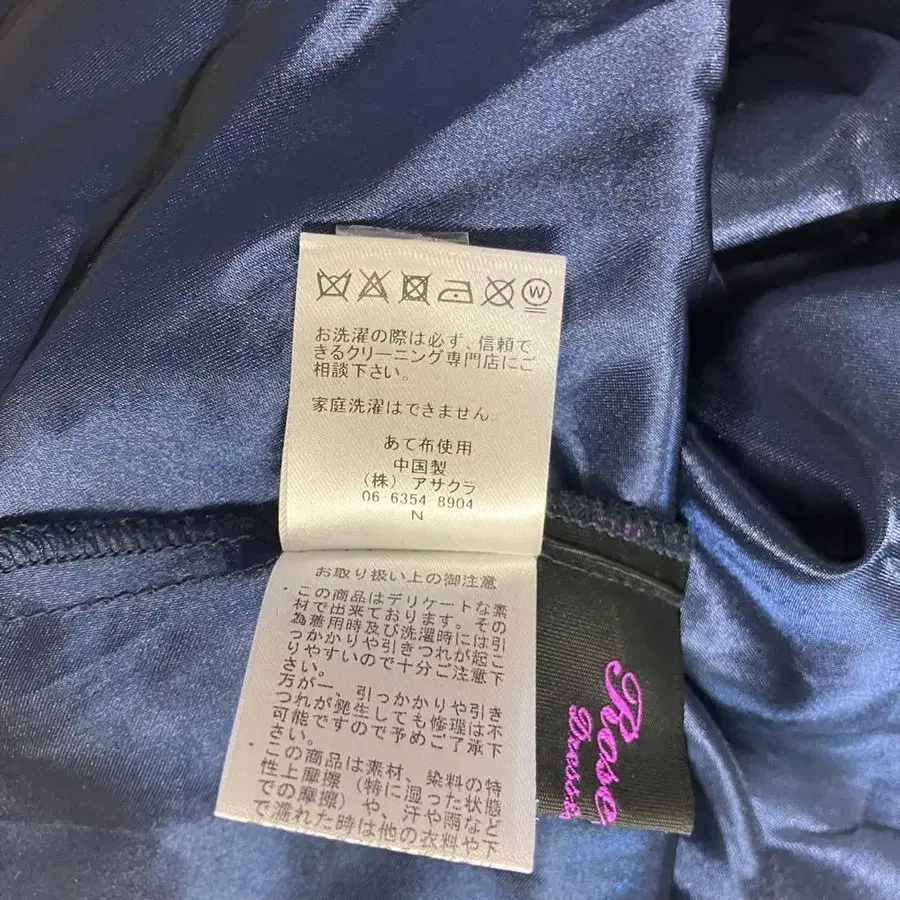 W
お洗濯の際は必ず、信頼で
きるクリーニング専門店にご
相談下さい。
家庭洗濯はできません。
あて布使用
中国製
(株) アサクラ
06-6354-8904
N
お取り扱い上の御注意
この商品はデリケートな素
材で出来ております。その
為着用時及び洗濯時には引
っかかりや引きつれが起こ
りやすいので十分ご注意下
さい。
万が一、引っかかりや引き
つれが発生しても修理は不
可能ですので予めご了承下
さい。
この商品は素材、染料の特
性上摩擦（特に湿った状態
での摩擦）や、汗や雨など
で濡れた時は他の衣料や下
Rose